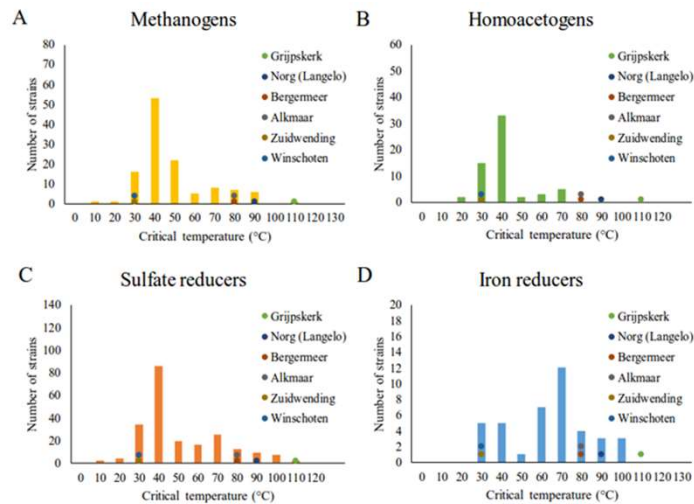 A
Methanogens
Number of strains
80
70
60
50
40
30
20
10
0
0 10 20 30 40 50 60 70 80 90 100 110 120 130
Critical temperature (°C)
Grijpskerk
Norg (Langelo)
Bergermeer
Alkmaar
Zuidwending
Winschoten
B
Homoacetogens
Number of strains
60
50
40
30
20
10
0
0 10 20 30 40 50 60 70 80 90 100 110 120
Critical temperature (°C)
Grijpskerk
Norg (Langelo)
Bergermeer
Alkmaar
Zuidwending
Winschoten
C
Sulfate reducers
Number of strains
140
120
100
80
60
40
20
0
0 10 20 30 40 50 60 70 80 90 100 110 120
Critical temperature (°C)
Grijpskerk
Norg (Langelo)
Bergermeer
Alkmaar
Zuidwending
Winschoten
D
Iron reducers
Number of strains
20
18
16
14
12
10
8
6
4
2
0
0 10 20 30 40 50 60 70 80 90 100 110 120
Critical temperature (°C)
Grijpskerk
Norg (Langelo)
Bergermeer
Alkmaar
Zuidwending
Winschoten